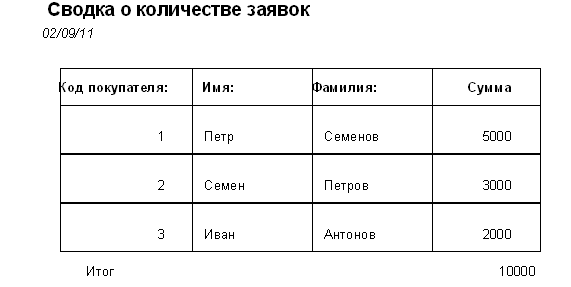 Сводка о количестве заявок
02/09/11
Код покупателя: Имя: Фамилия: Сумма
1 Петр Семенов 5000
2 Семен Петров 3000
3 Иван Антонов 2000
Итог 10000